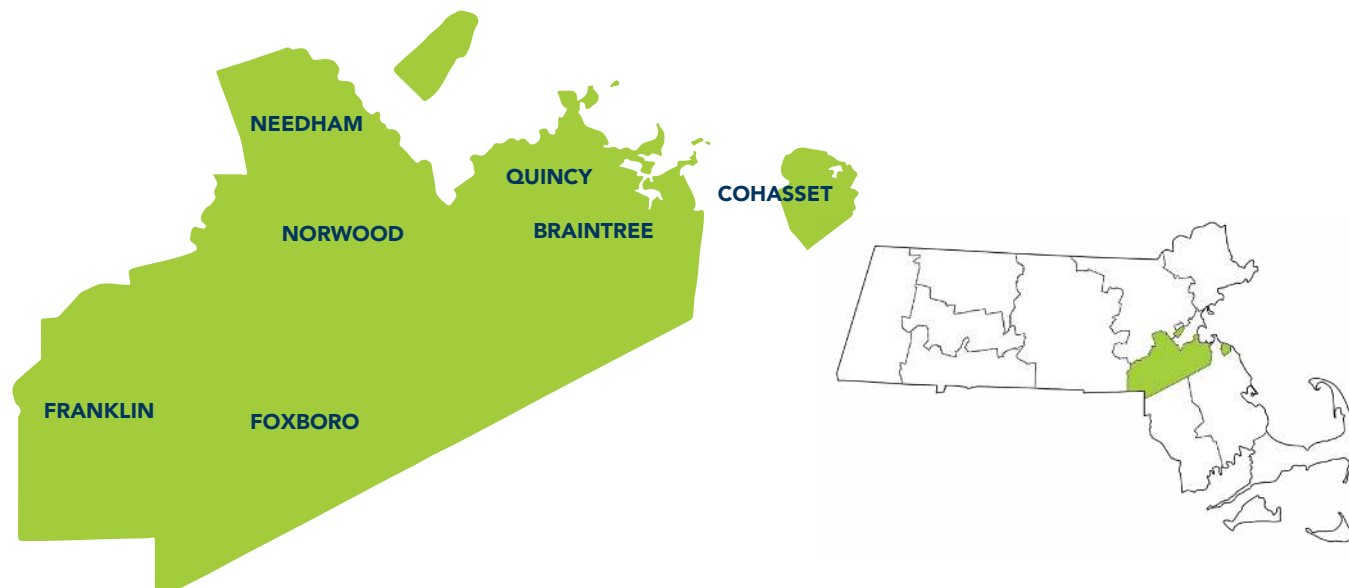 NEEDHAM
QUINCY
COHASSET
NORWOOD
BRAINTREE
FRANKLIN
FOXBORO